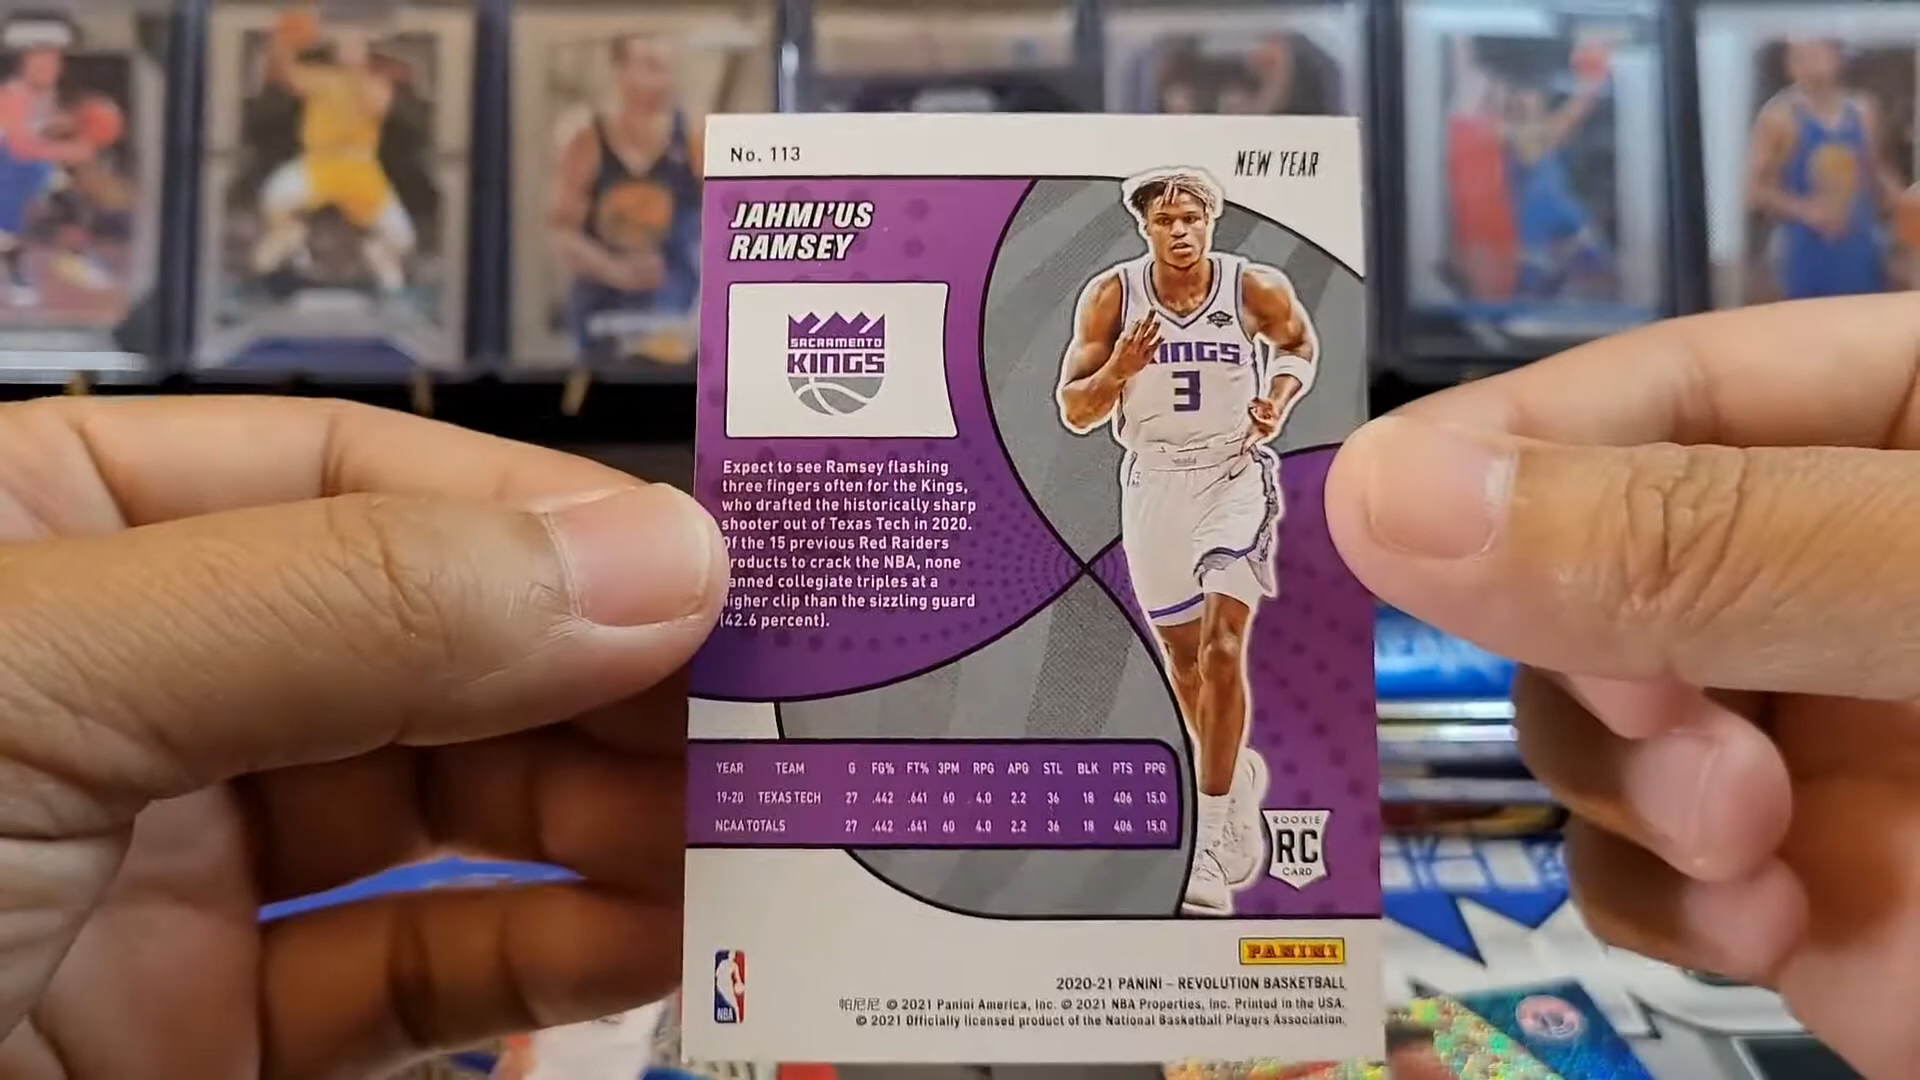 No. 113
NEW YEAR
JAHMI'US
RAMSEY
SACRAMENTO
KINGS
KINGS
3
Expect to see Ramsey flashing
three fingers often for the Kings,
who drafted the historically sharp
shooter out of Texas Tech in 2020.
Of the 15 previous Red Raiders
roducts to crack the NBA, none
anned collegiate triples at a
igher clip than the sizzling guard
(42.6 percent).
YEAR TEAM G FG% FT% 3PM RPG APG STL BLK PTS PPG
19-20 TEXAS TECH 27 .442 .641 60 4.0 2.2 36 18 406 15.0
NCAA TOTALS 27 .442 .641 60 4.0 2.2 36 18 406 15.0
ROOKIE
RC
CARD
PANINI
NBA
2020-21 PANINI – REVOLUTION BASKETBALL
帕尼尼 © 2021 Panini America, Inc. © 2021 NBA Properties, Inc. Printed in the USA.
© 2021 Officially licensed product of the National Basketball Players Association.